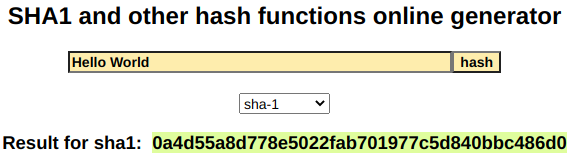 SHA1 and other hash functions online generator
Hello World hash
sha-1
Result for sha1: 0a4d55a8d778e5022fab701977c5d840bbc486d0